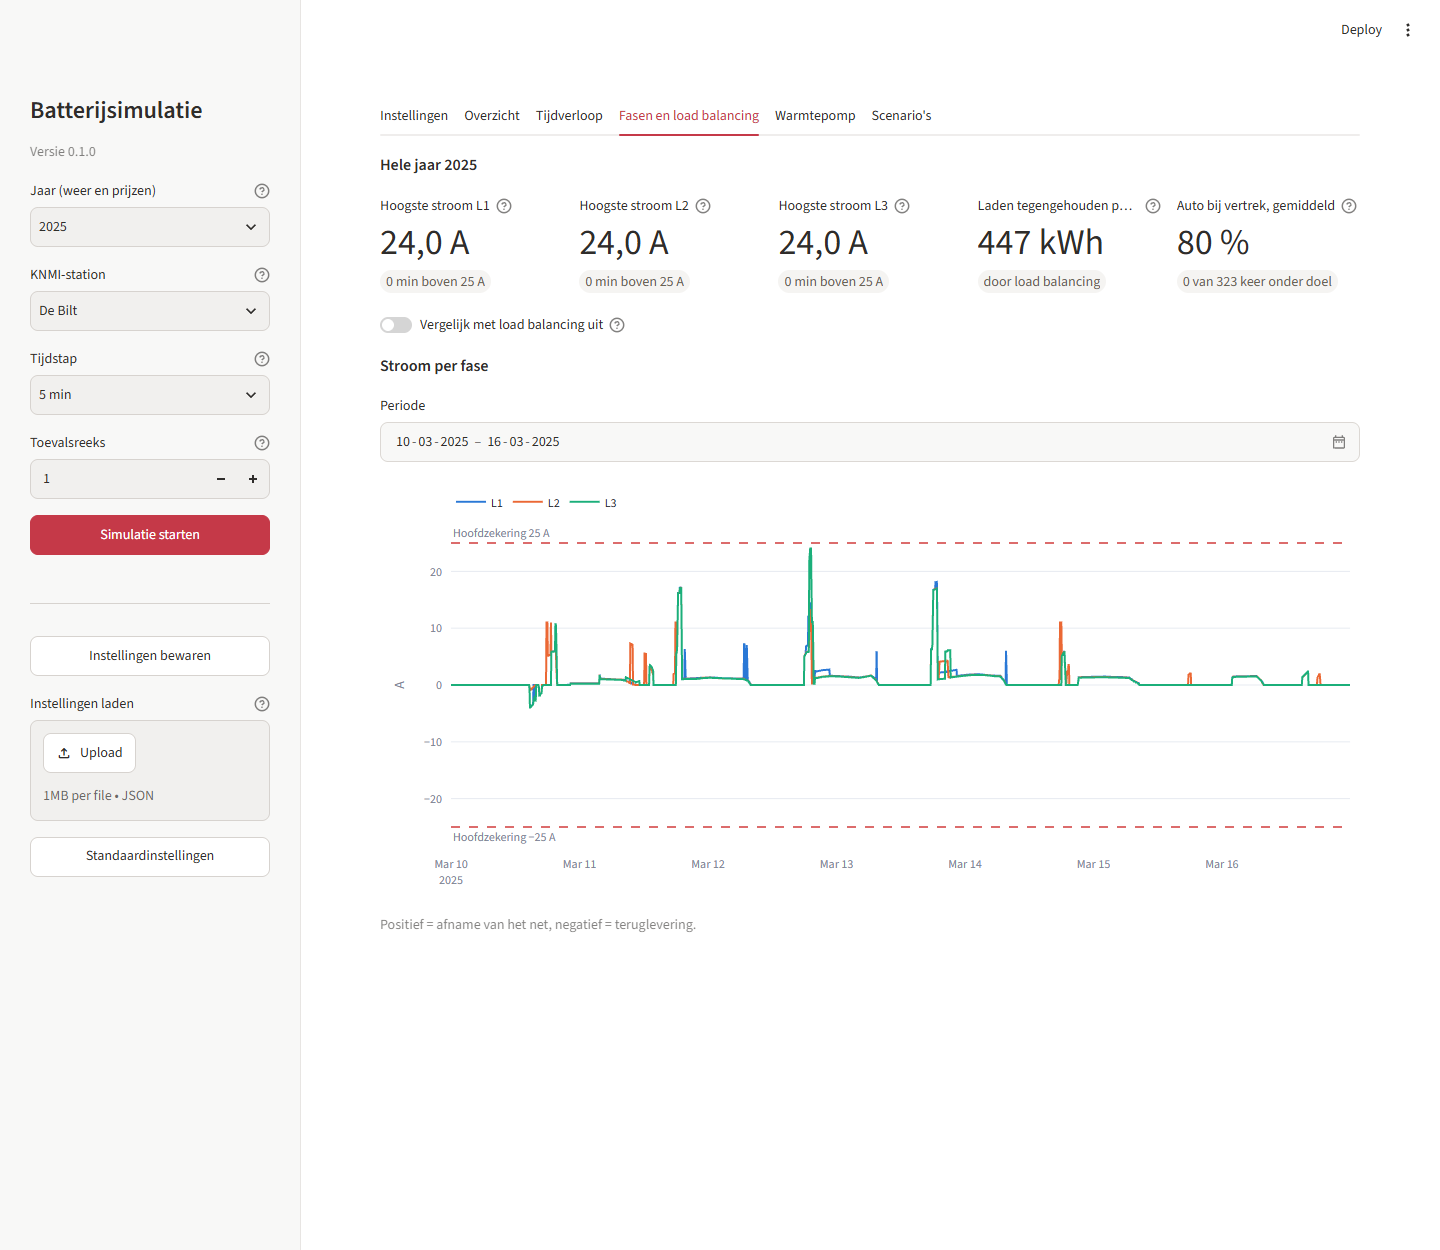 Deploy
Batterijsimulatie
Versie 0.1.0
Jaar (weer en prijzen)
2025
KNMI-station
De Bilt
Tijdstap
5 min
Toevalsreeks
1
Simulatie starten
Instellingen bewaren
Instellingen laden
Upload
1MB per file • JSON
Standaardinstellingen
Instellingen Overzicht Tijdverloop Fasen en load balancing Warmtepomp Scenario's
Hele jaar 2025
Hoogste stroom L1
24,0 A
0 min boven 25 A
Hoogste stroom L2
24,0 A
0 min boven 25 A
Hoogste stroom L3
24,0 A
0 min boven 25 A
Laden tegengehouden p...
447 kWh
door load balancing
Auto bij vertrek, gemiddeld
80 %
0 van 323 keer onder doel
Vergelijk met load balancing uit
Stroom per fase
Periode
10-03-2025 – 16-03-2025
L1 L2 L3
Hoofdzekering 25 A
20
10
0
−10
−20
A
Hoofdzekering −25 A
Mar 10 Mar 11 Mar 12 Mar 13 Mar 14 Mar 15 Mar 16
2025
Positief = afname van het net, negatief = teruglevering.